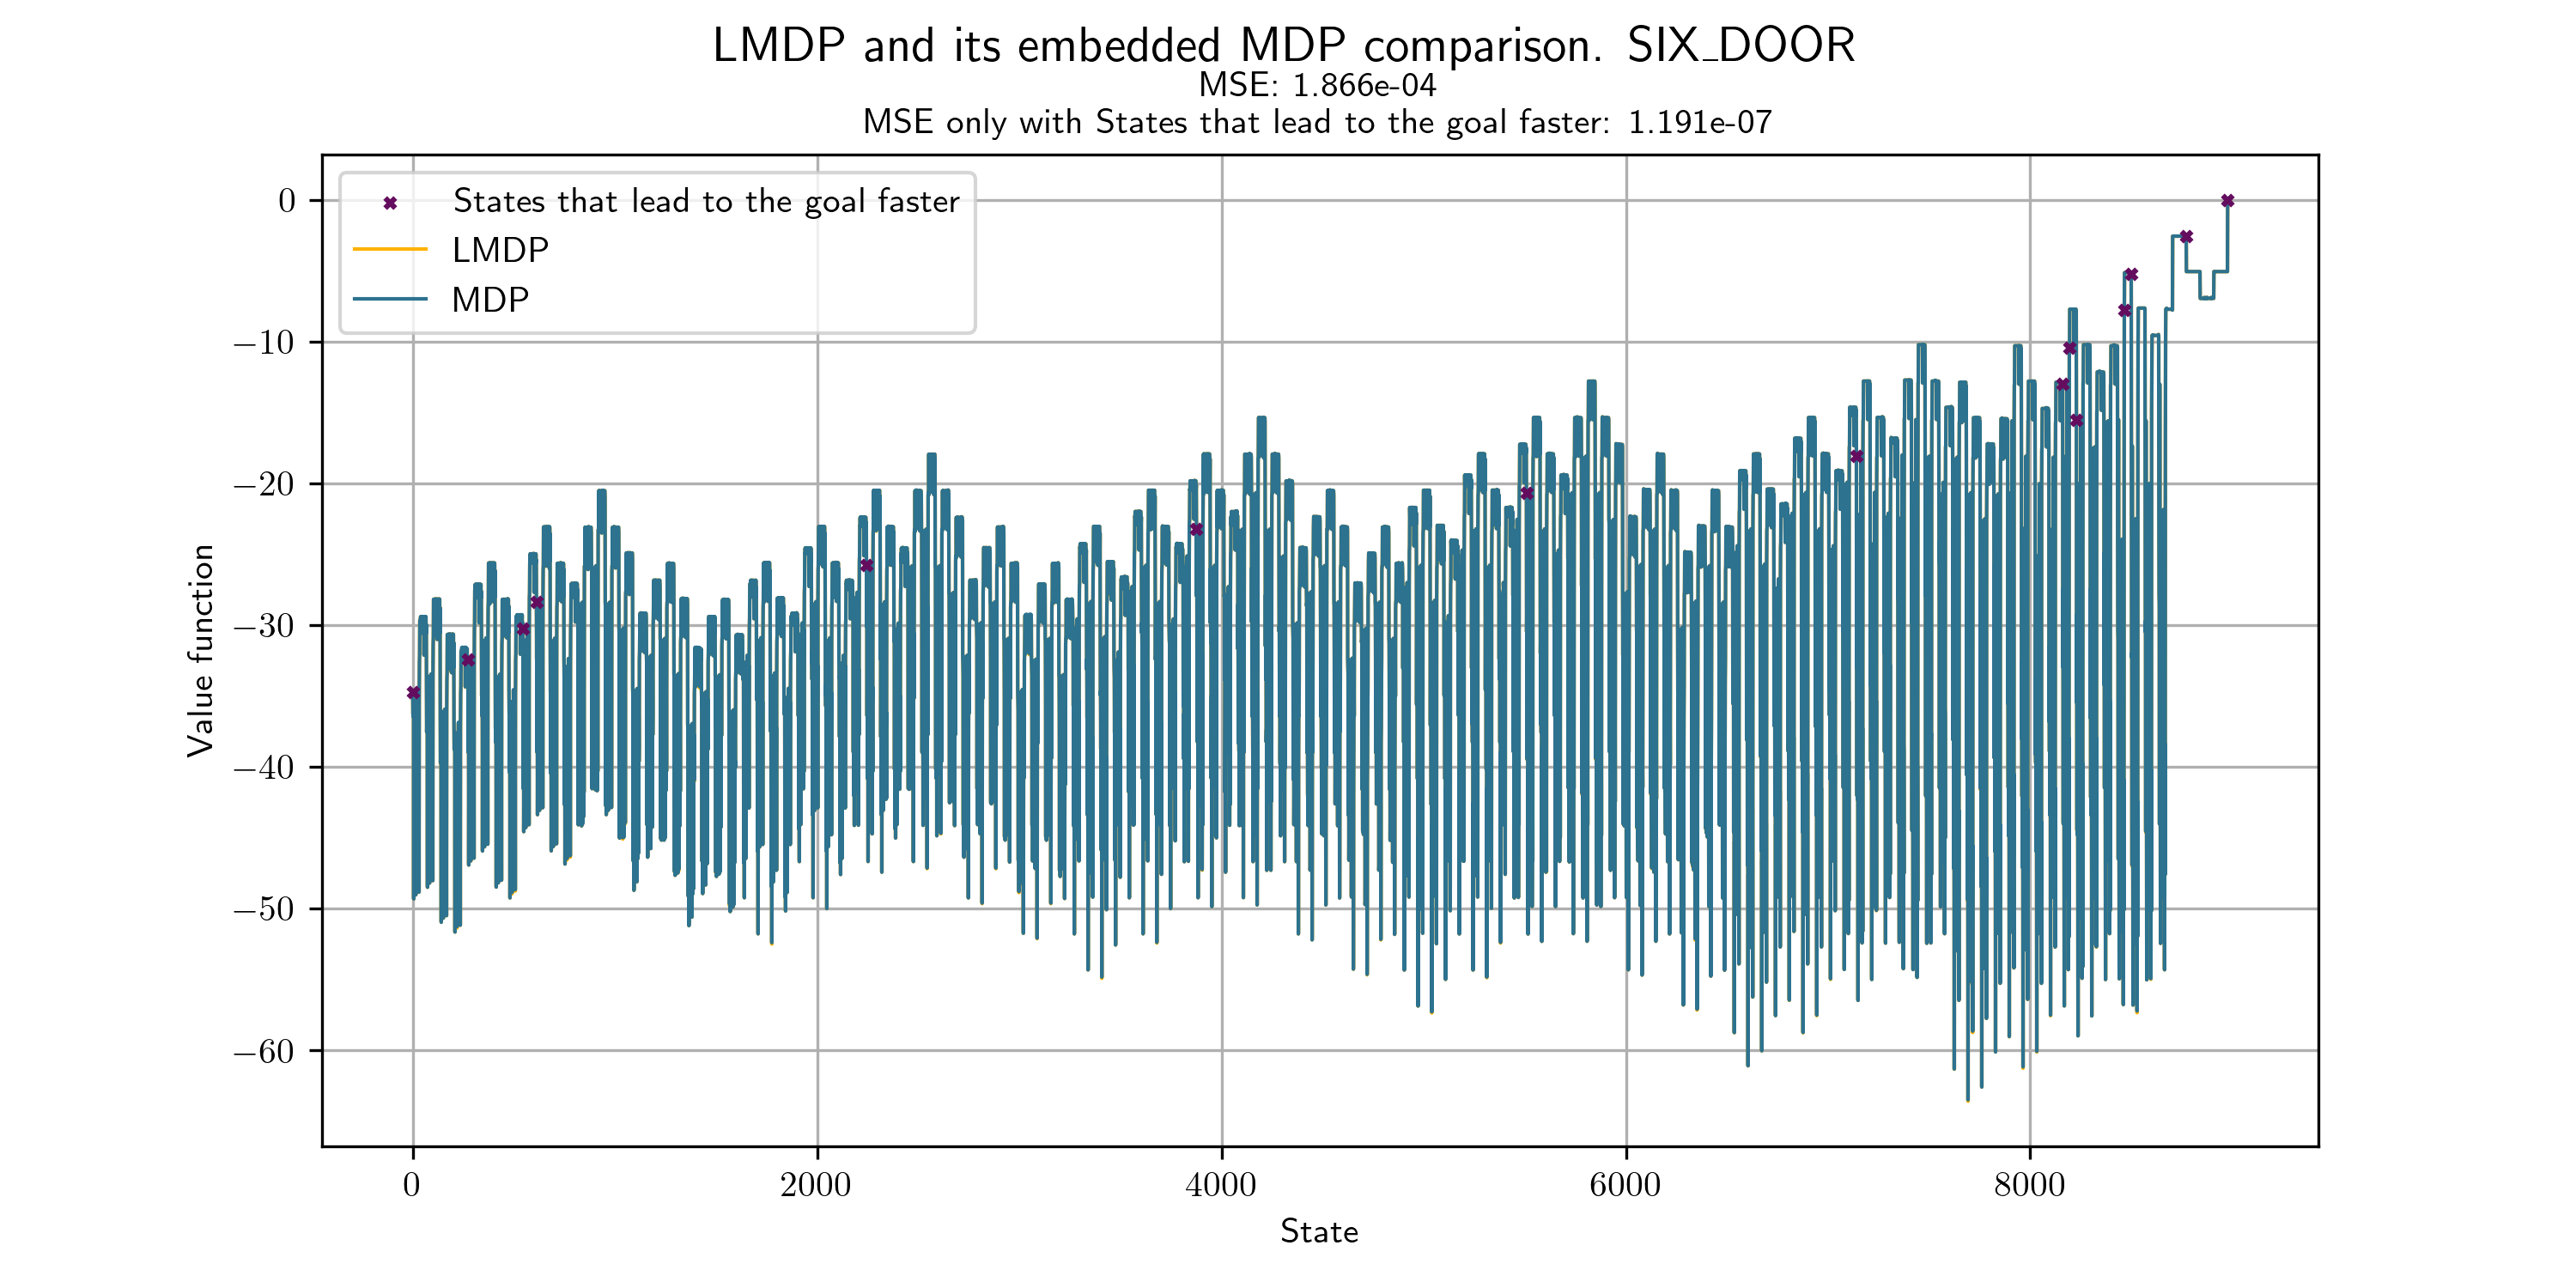 LMDP and its embedded MDP comparison. SIX_DOOR
MSE: 1.866e-04
MSE only with States that lead to the goal faster: 1.191e-07
States that lead to the goal faster
LMDP
MDP
0
−10
−20
−30
−40
−50
−60
Value function
0
2000
4000
6000
8000
State